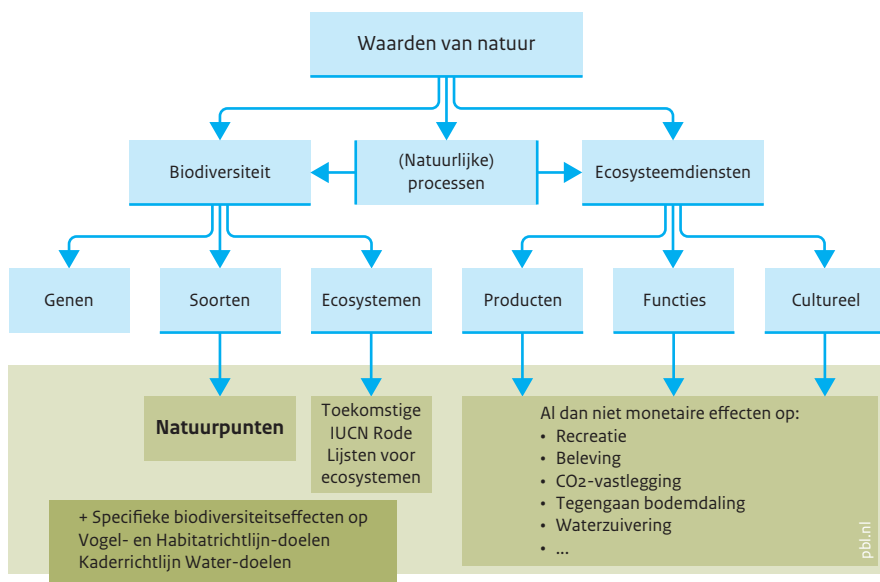 Waarden van natuur
Biodiversiteit
(Natuurlijke)
processen
Ecosysteemdiensten
Genen
Soorten
Ecosystemen
Producten
Functies
Cultureel
Natuurpunten
Toekomstige
IUCN Rode
Lijsten voor
ecosystemen
Al dan niet monetaire effecten op:
• Recreatie
• Beleving
• CO2-vastlegging
• Tegengaan bodemdaling
• Waterzuivering
• ...
+ Specifieke biodiversiteitseffecten op
Vogel- en Habitatrichtlijn-doelen
Kaderrichtlijn Water-doelen
pbl.nl